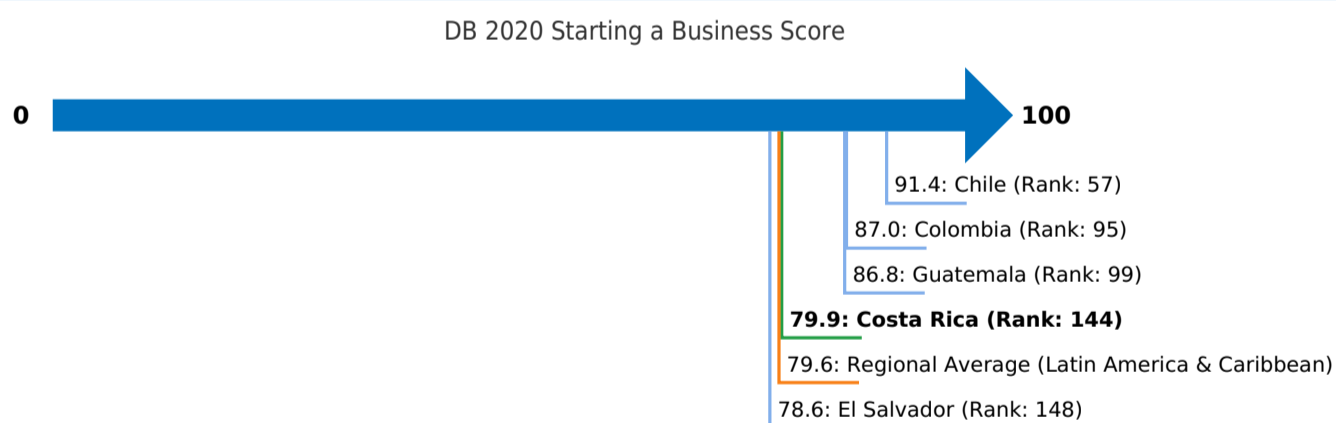 DB 2020 Starting a Business Score
0
100
91.4: Chile (Rank: 57)
87.0: Colombia (Rank: 95)
86.8: Guatemala (Rank: 99)
79.9: Costa Rica (Rank: 144)
79.6: Regional Average (Latin America & Caribbean)
78.6: El Salvador (Rank: 148)